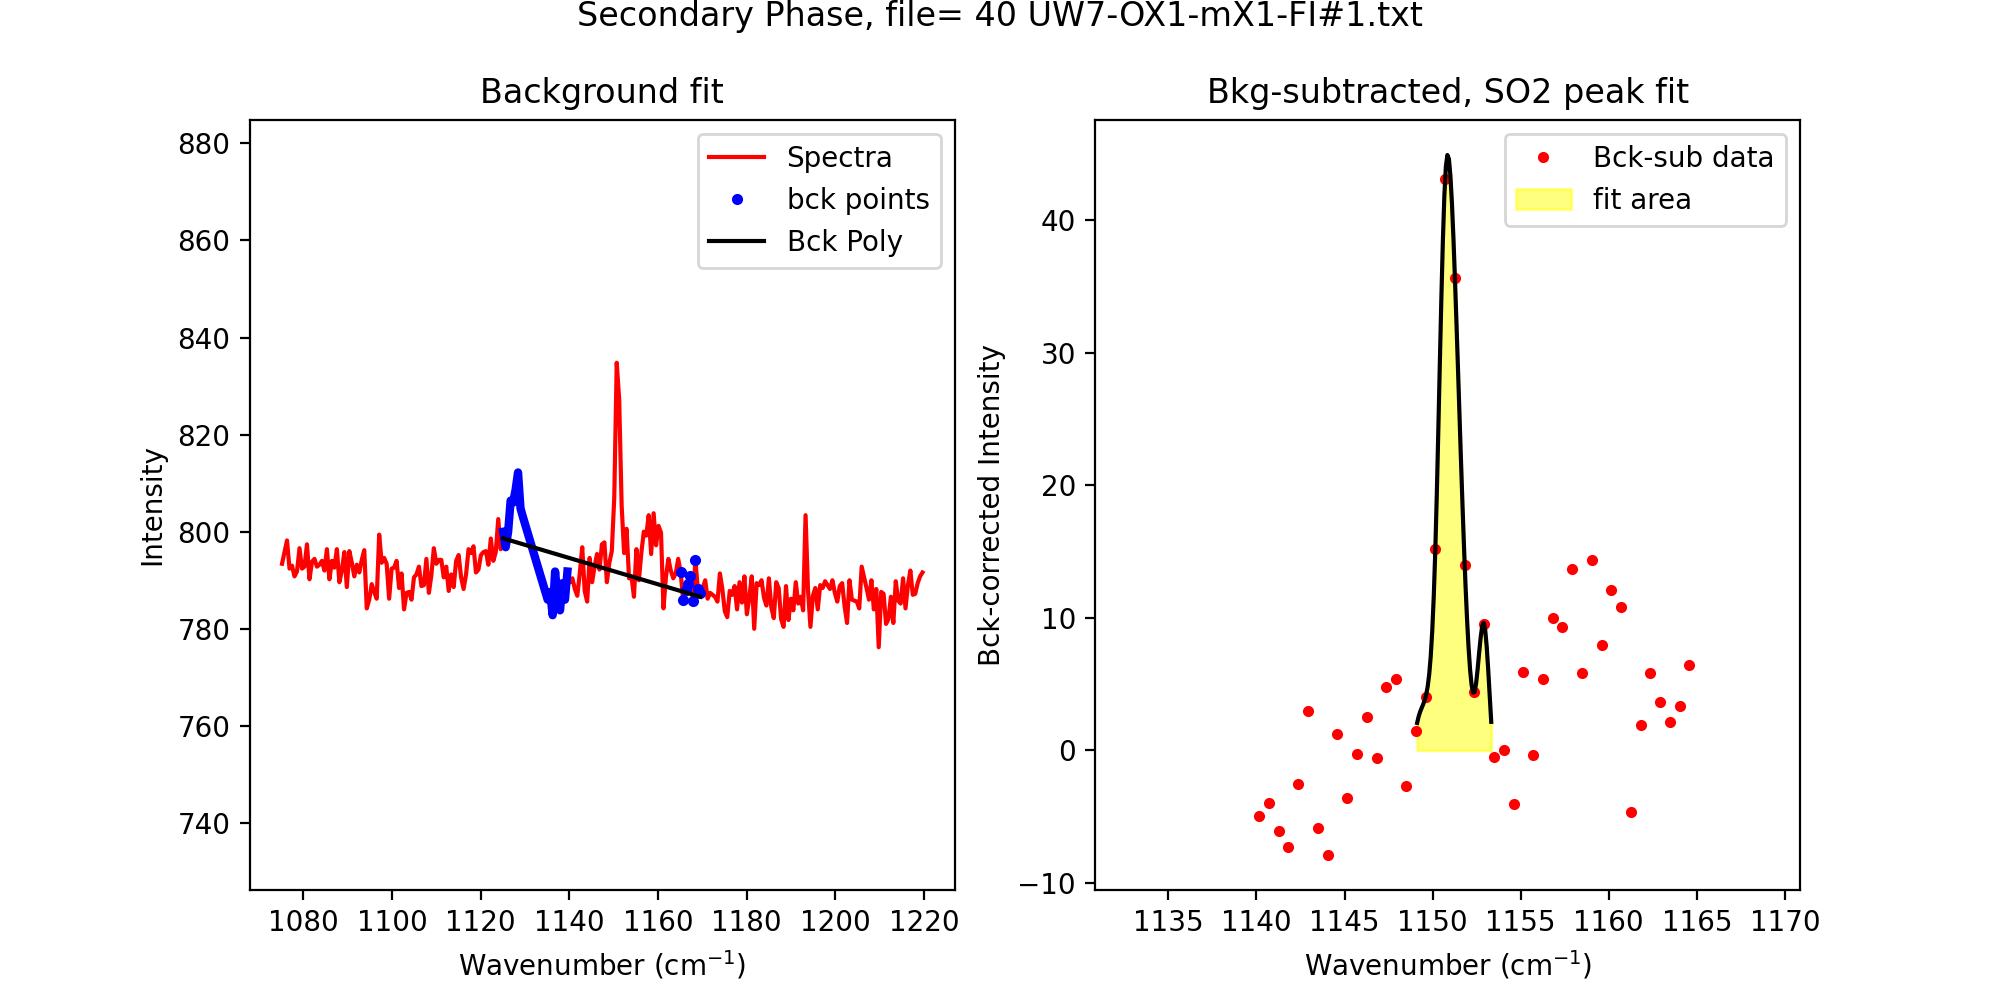 Secondary Phase, file= 40 UW7-OX1-mX1-FI#1.txt
Background fit
880
860
840
820
800
780
760
740
Intensity
Spectra
bck points
Bck Poly
1080 1100 1120 1140 1160 1180 1200 1220
Wavenumber (cm⁻¹)
Bkg-subtracted, SO2 peak fit
40
30
20
10
0
−10
Bck-corrected Intensity
Bck-sub data
fit area
1135 1140 1145 1150 1155 1160 1165 1170
Wavenumber (cm⁻¹)